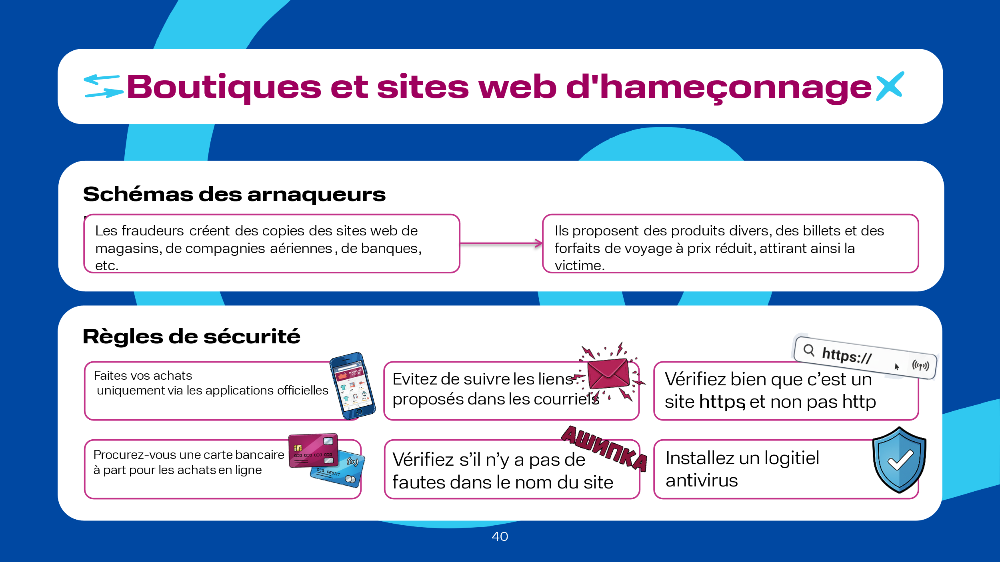 Boutiques et sites web d'hameçonnage
Schémas des arnaqueurs
Les fraudeurs créent des copies des sites web de
magasins, de compagnies aériennes, de banques,
etc.
Ils proposent des produits divers, des billets et des
forfaits de voyage à prix réduit, attirant ainsi la
victime.
Règles de sécurité
Faites vos achats
uniquement via les applications officielles
Evitez de suivre les liens
proposés dans les courriels
https://
Vérifiez bien que c’est un
site https, et non pas http
Procurez-vous une carte bancaire
à part pour les achats en ligne
DEBIIT
АШИПКА
Vérifiez s’il n’y a pas de
fautes dans le nom du site
Installez un logitiel
antivirus
40